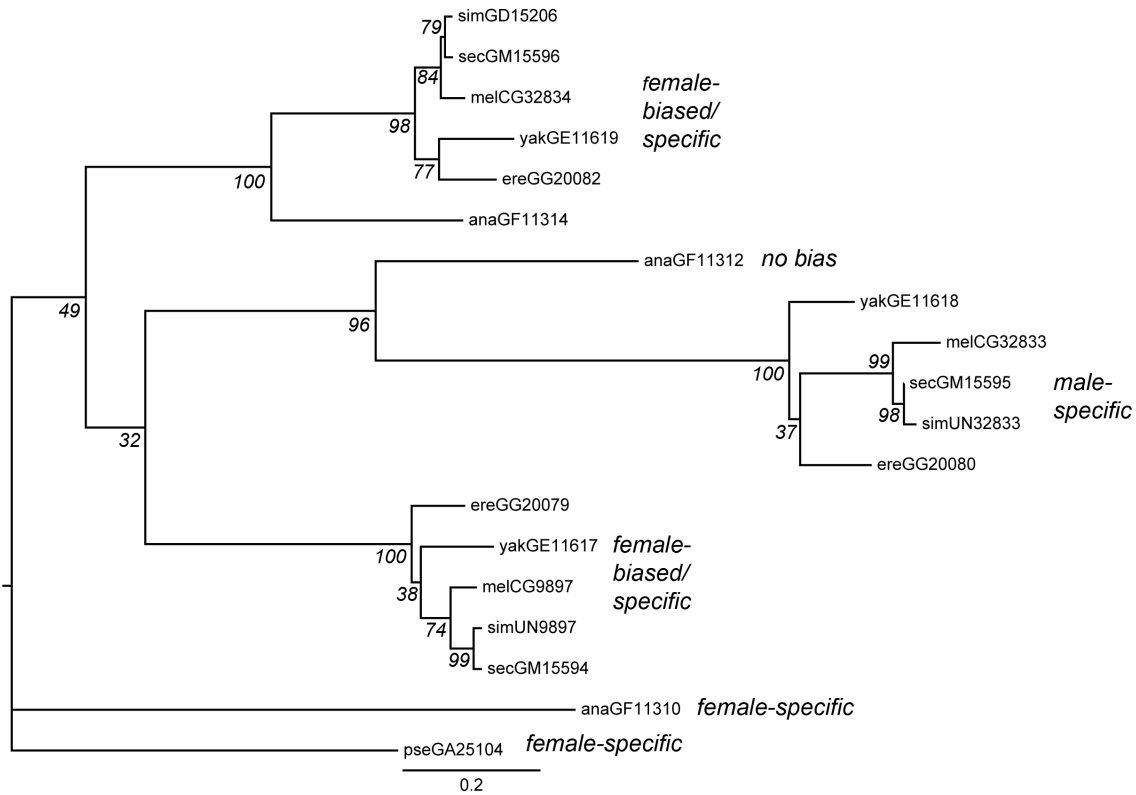 simGD15206
79
secGM15596
84
melCG32834
female-
biased/
specific
98
yakGE11619
77
ereGG20082
100
anaGF11314
anaGF11312 no bias
49
96
yakGE11618
melCG32833
99
100
secGM15595
male-
specific
98
simUN32833
37
32
ereGG20080
ereGG20079
100
yakGE11617
female-
biased/
specific
38
melCG9897
74
simUN9897
99
secGM15594
anaGF11310 female-specific
pseGA25104 female-specific
0.2